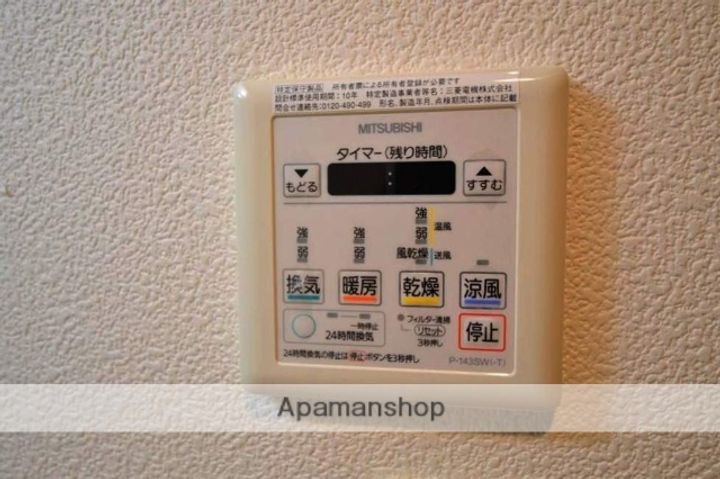 特定保守製品 所有者票による所有者登録が必要です
設計標準使用期間：10年 特定製造事業者等名：三菱電機株式会社
問合せ連絡先：0120-490-499 形名、製造年月、点検期間は本体に記載
MITSUBISHI
タイマー(残り時間)
▼ もどる
▲ すすむ
強
弱
強
弱
強
弱
温風
風乾燥
送風
換気
暖房
乾燥
涼風
一時停止
24時間換気
フィルター清掃
リセット
3秒押し
停止
24時間換気の停止は 停止 ボタンを3秒押し
P-143SW(-T)
Apamanshop